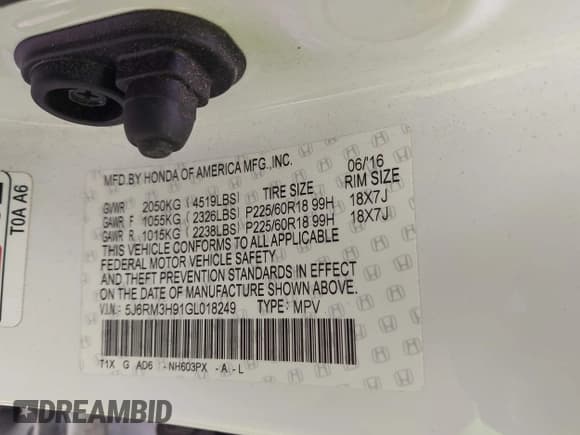 MFD.BY HONDA OF AMERICA MFG.,INC. 06/'16
GVWR 2050KG (4519LBS) TIRE SIZE RIM SIZE
GAWR F 1055KG (2326LBS) P225/60R18 99H 18X7J
GAWR R 1015KG (2238LBS) P225/60R18 99H 18X7J
THIS VEHICLE CONFORMS TO ALL APPLICABLE
FEDERAL MOTOR VEHICLE SAFETY
AND THEFT PREVENTION STANDARDS IN EFFECT
ON THE DATE OF MANUFACTURE SHOWN ABOVE.
V.I.N.: 5J6RM3H91GL018249 TYPE: MPV
T1X G AD6 - NH603PX - A - L
T0A A6
DREAMBID